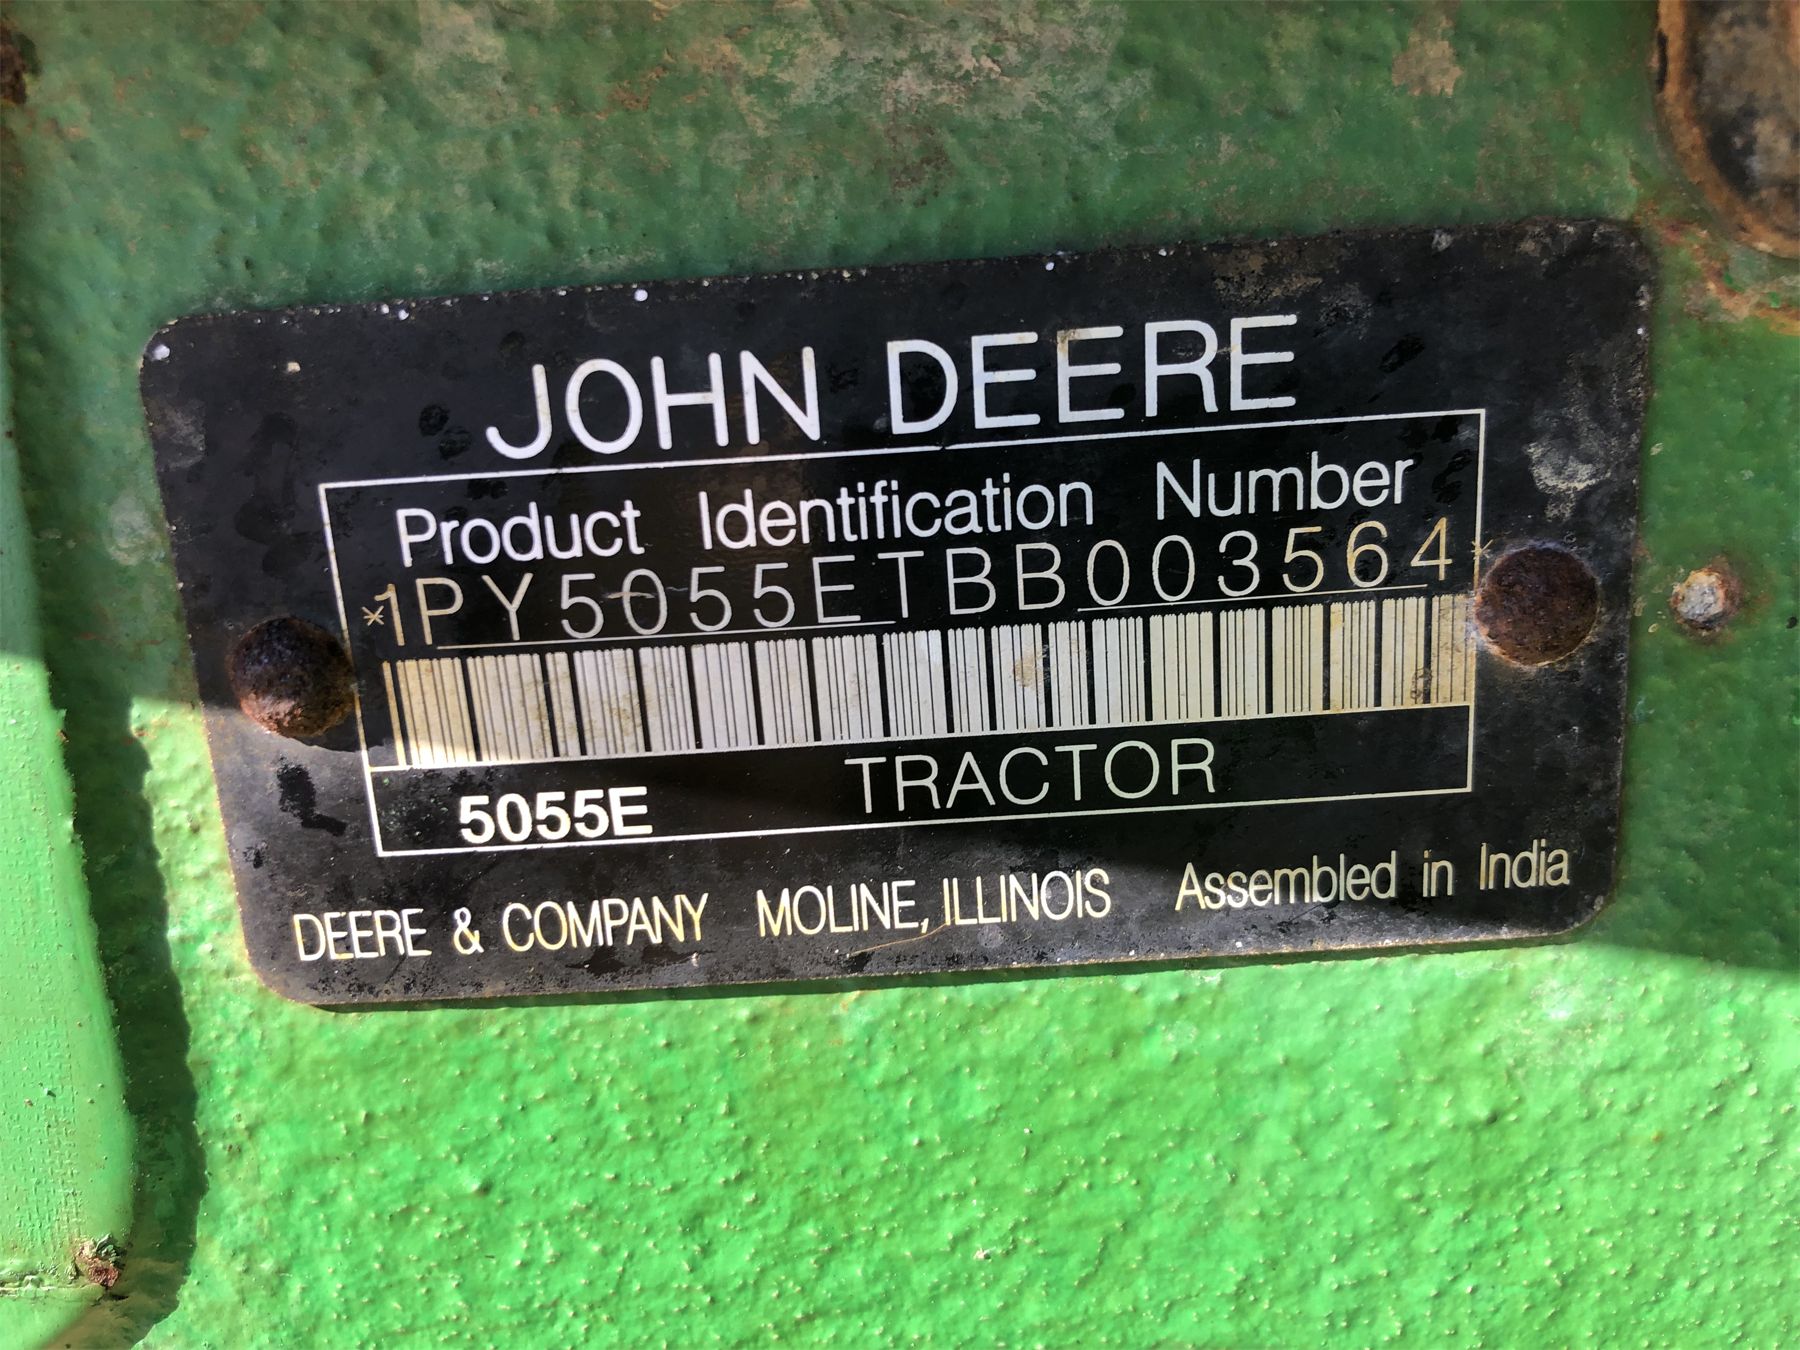 JOHN DEERE
Product Identification Number
*1PY5055ETBB003564*
5055E TRACTOR
DEERE & COMPANY MOLINE, ILLINOIS Assembled in India